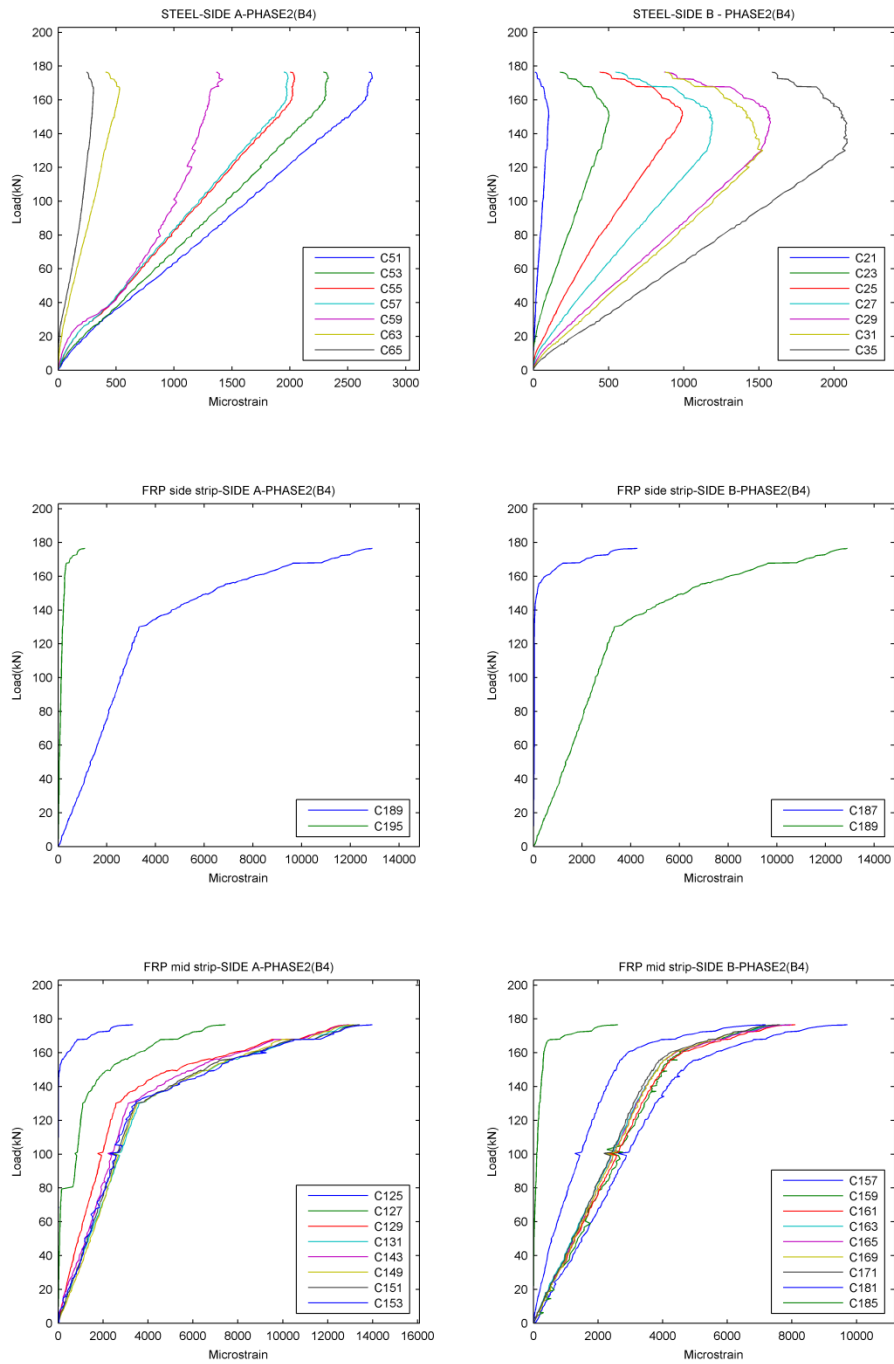 STEEL-SIDE A-PHASE2(B4)
200
180
160
140
120
100
80
60
40
20
0
Load(kN)
C51
C53
C55
C57
C59
C63
C65
0 500 1000 1500 2000 2500 3000
Microstrain
STEEL-SIDE B - PHASE2(B4)
200
180
160
140
120
100
80
60
40
20
0
Load(kN)
C21
C23
C25
C27
C29
C31
C35
0 500 1000 1500 2000
Microstrain
FRP side strip-SIDE A-PHASE2(B4)
200
180
160
140
120
100
80
60
40
20
0
Load(kN)
C189
C195
0 2000 4000 6000 8000 10000 12000 14000
Microstrain
FRP side strip-SIDE B-PHASE2(B4)
200
180
160
140
120
100
80
60
40
20
0
Load(kN)
C187
C189
0 2000 4000 6000 8000 10000 12000 14000
Microstrain
FRP mid strip-SIDE A-PHASE2(B4)
200
180
160
140
120
100
80
60
40
20
0
Load(kN)
C125
C127
C129
C131
C143
C149
C151
C153
0 2000 4000 6000 8000 10000 12000 14000 16000
Microstrain
FRP mid strip-SIDE B-PHASE2(B4)
200
180
160
140
120
100
80
60
40
20
0
Load(kN)
C157
C159
C161
C163
C165
C169
C171
C181
C185
0 2000 4000 6000 8000 10000
Microstrain